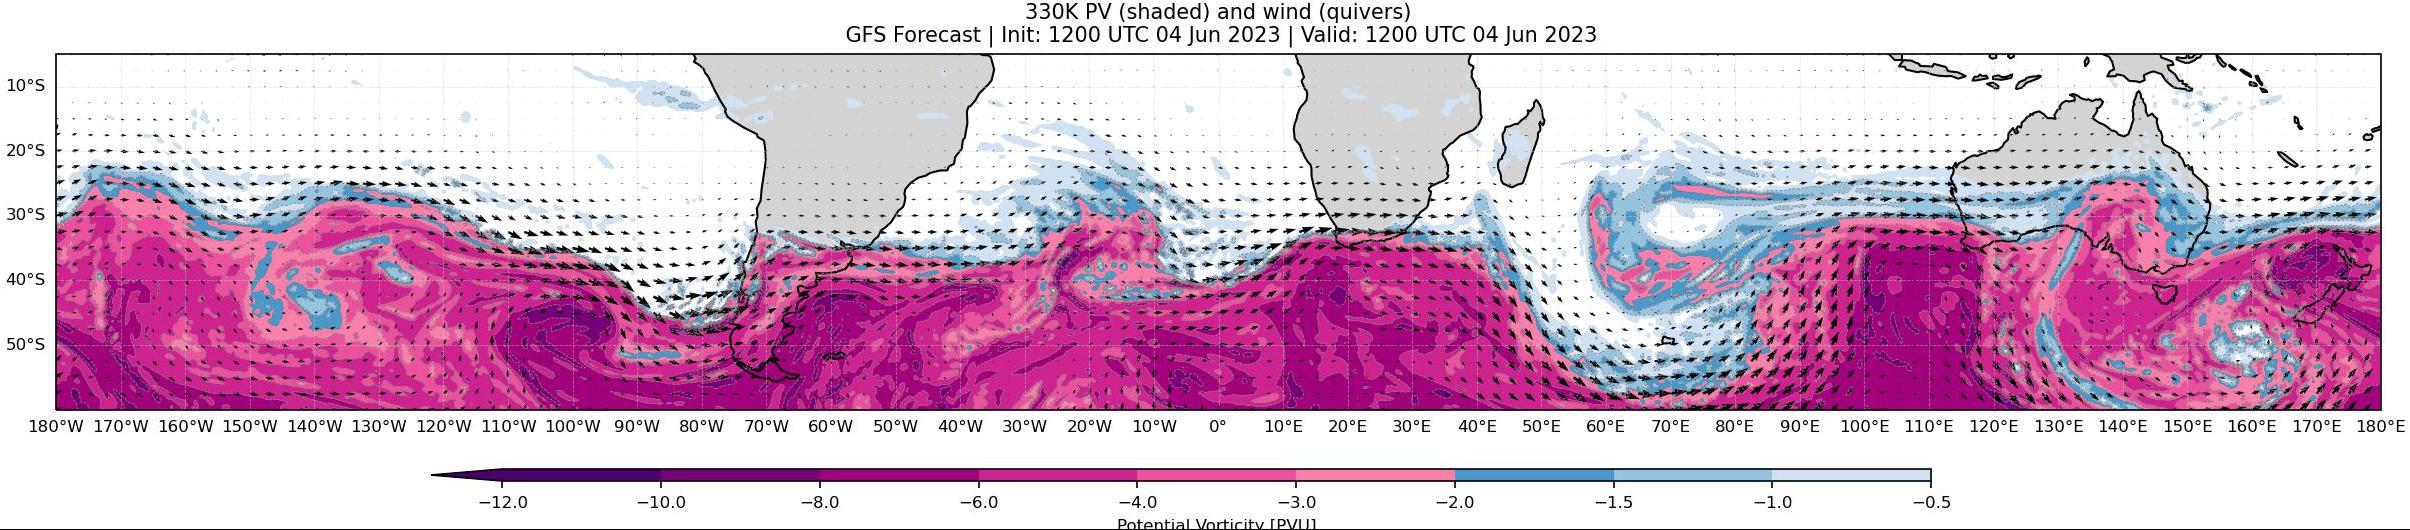 330K PV (shaded) and wind (quivers)
GFS Forecast | Init: 1200 UTC 04 Jun 2023 | Valid: 1200 UTC 04 Jun 2023
10°S
20°S
30°S
40°S
50°S
180°W 170°W 160°W 150°W 140°W 130°W 120°W 110°W 100°W 90°W 80°W 70°W 60°W 50°W 40°W 30°W 20°W 10°W 0° 10°E 20°E 30°E 40°E 50°E 60°E 70°E 80°E 90°E 100°E 110°E 120°E 130°E 140°E 150°E 160°E 170°E 180°E
−12.0 −10.0 −8.0 −6.0 −4.0 −3.0 −2.0 −1.5 −1.0 −0.5
Potential Vorticity [PVU]